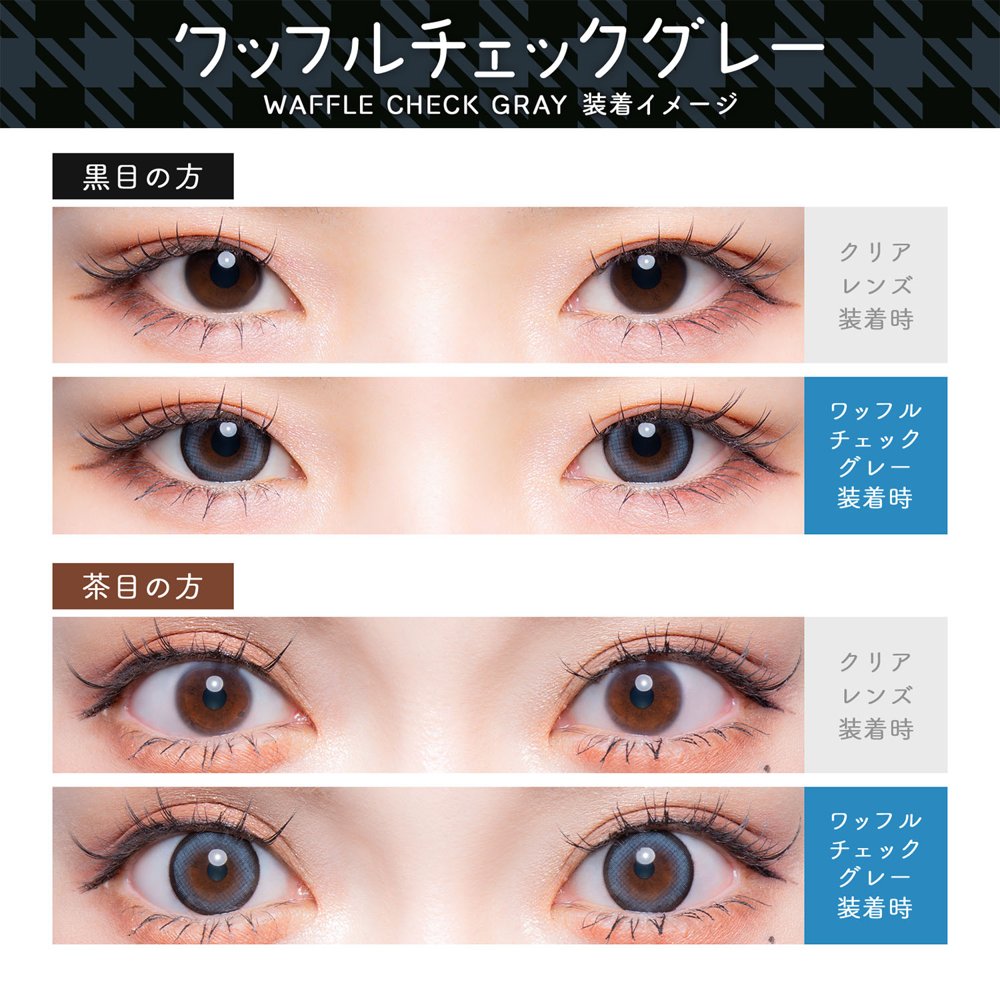 ワッフルチェックグレー
WAFFLE CHECK GRAY 装着イメージ
黒目の方
クリア
レンズ
装着時
ワッフル
チェック
グレー
装着時
茶目の方
クリア
レンズ
装着時
ワッフル
チェック
グレー
装着時